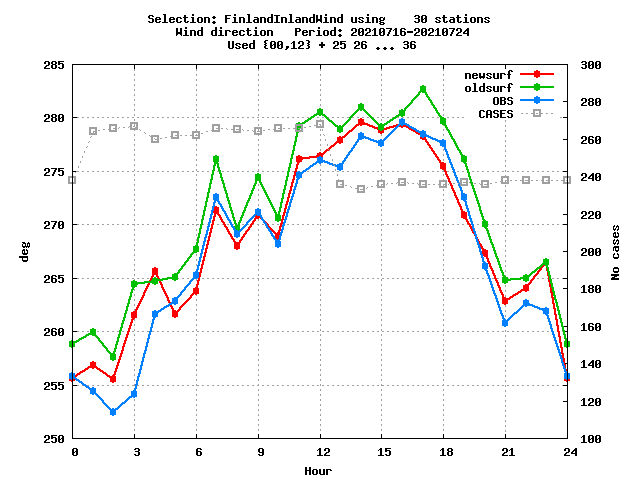 Selection: FinlandInlandWind using    30 stations
Wind direction   Period: 20210716-20210724
Used {00,12} + 25 26 ... 36
285 300
newsurf
oldsurf
OBS
CASES
280 280
275 260
270 240
265 220
260 200
255 180
250 160
140
120
100
deg
No cases
0 3 6 9 12 15 18 21 24
Hour